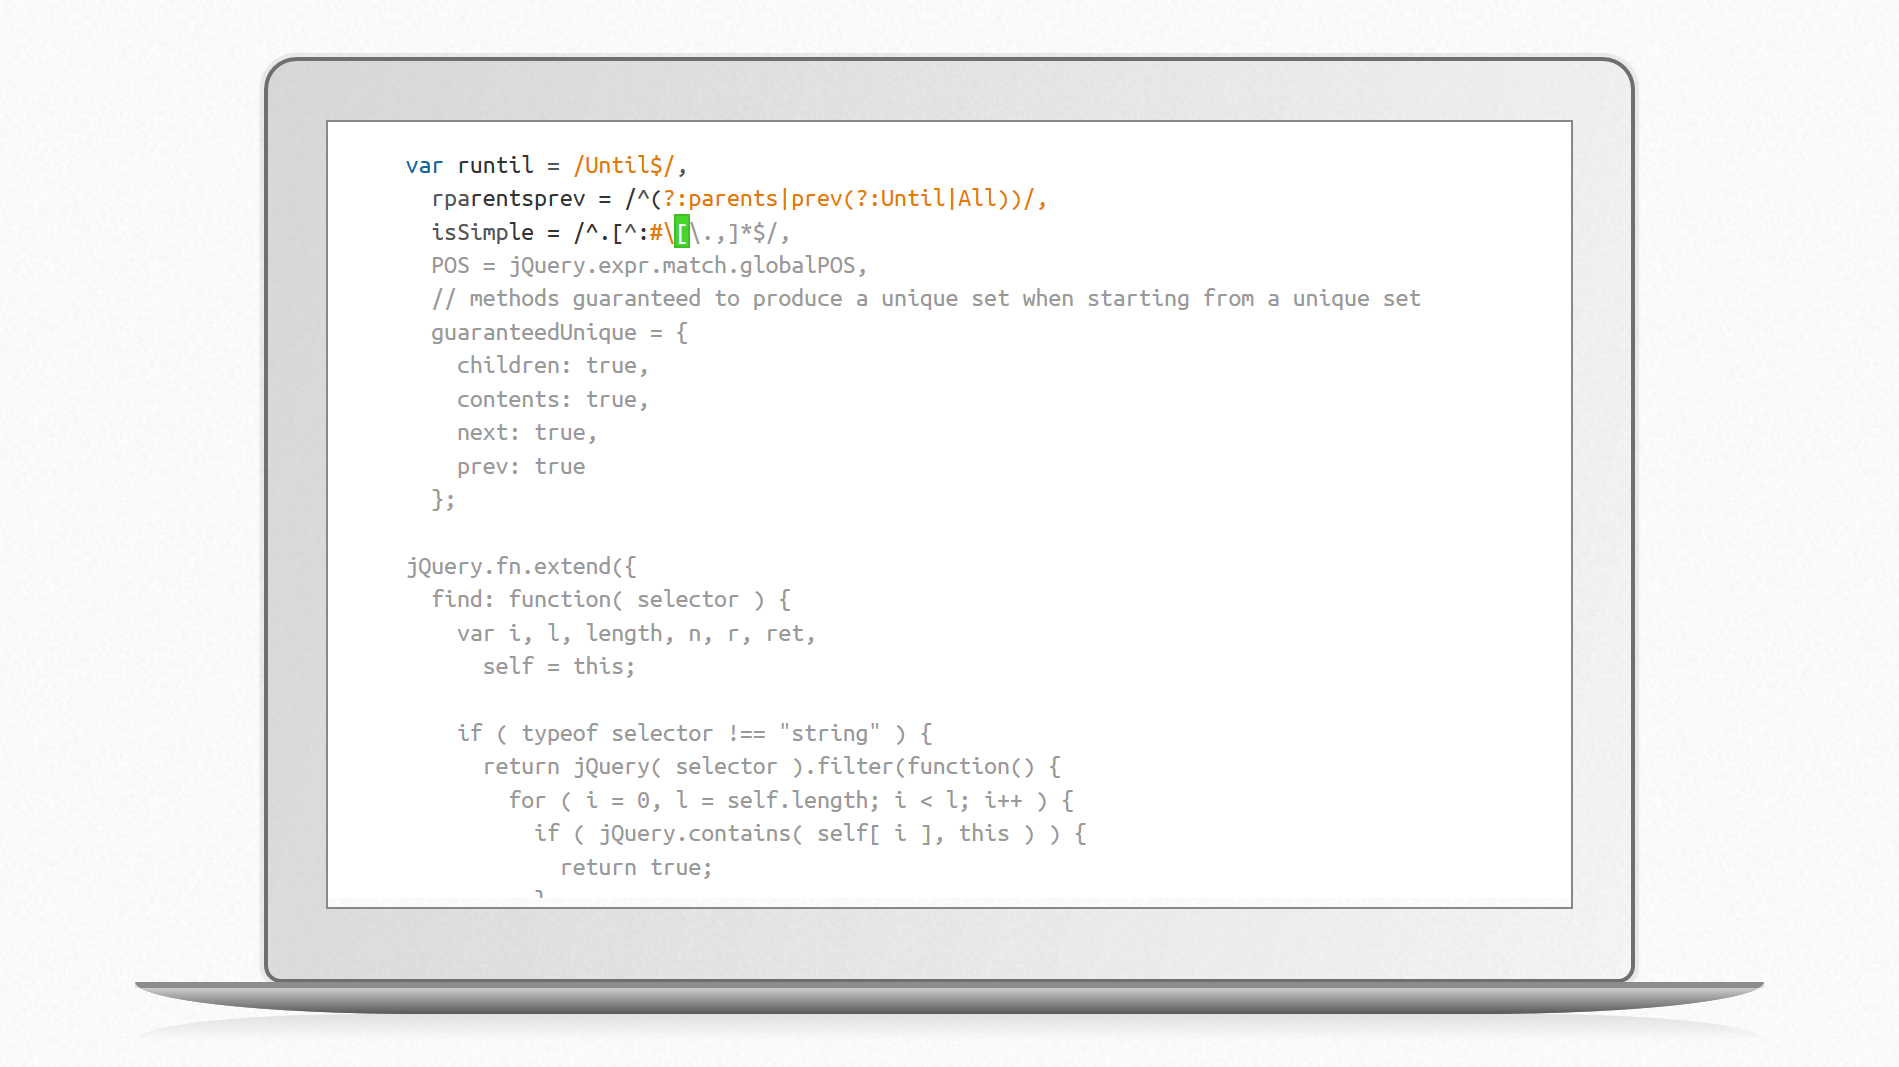 var runtil = /Until$/,
rparentsprev = /^(?:parents|prev(?:Until|All))/,
isSimple = /^.[^:#\[\.,]*$/,
POS = jQuery.expr.match.globalPOS,
// methods guaranteed to produce a unique set when starting from a unique set
guaranteedUnique = {
children: true,
contents: true,
next: true,
prev: true
};
jQuery.fn.extend({
find: function( selector ) {
var i, l, length, n, r, ret,
self = this;
if ( typeof selector !== "string" ) {
return jQuery( selector ).filter(function() {
for ( i = 0, l = self.length; i < l; i++ ) {
if ( jQuery.contains( self[ i ], this ) ) {
return true;
}